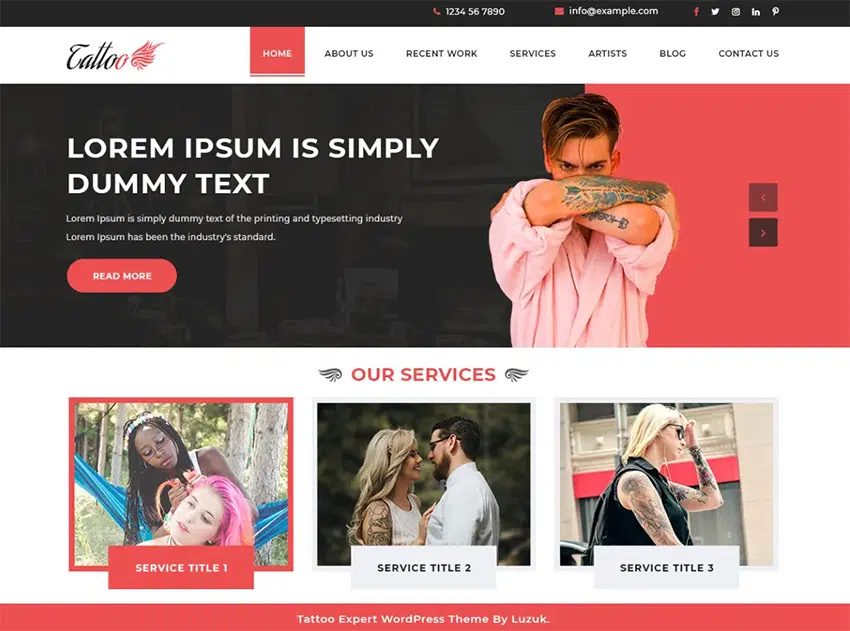 1234 56 7890
info@example.com
Tattoo
HOME
ABOUT US
RECENT WORK
SERVICES
ARTISTS
BLOG
CONTACT US
LOREM IPSUM IS SIMPLY
DUMMY TEXT
Lorem Ipsum is simply dummy text of the printing and typesetting industry
Lorem Ipsum has been the industry's standard.
READ MORE
OUR SERVICES
SERVICE TITLE 1
SERVICE TITLE 2
SERVICE TITLE 3
Tattoo Expert WordPress Theme By Luzuk.